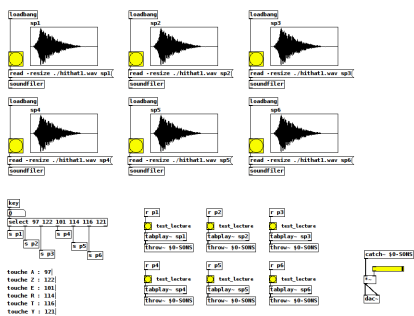 loadbang
sp1
read -resize ./hithat1.wav sp1
soundfiler
loadbang
sp2
read -resize ./hithat1.wav sp2
soundfiler
loadbang
sp3
read -resize ./hithat1.wav sp3
soundfiler
loadbang
sp4
read -resize ./hithat1.wav sp4
soundfiler
loadbang
sp5
read -resize ./hithat1.wav sp5
soundfiler
loadbang
sp6
read -resize ./hithat1.wav sp6
soundfiler
key
0
select 97 122 101 114 116 121
s p1
s p2
s p3
s p4
s p5
s p6
touche A : 97
touche Z : 122
touche E : 101
touche R : 114
touche T : 116
touche Y : 121
r p1
test_lecture
tabplay~ sp1
throw~ $0-SONS
r p2
test_lecture
tabplay~ sp2
throw~ $0-SONS
r p3
test_lecture
tabplay~ sp3
throw~ $0-SONS
r p4
test_lecture
tabplay~ sp4
throw~ $0-SONS
r p5
test_lecture
tabplay~ sp5
throw~ $0-SONS
r p6
test_lecture
tabplay~ sp6
throw~ $0-SONS
catch~ $0-SONS
*~
dac~